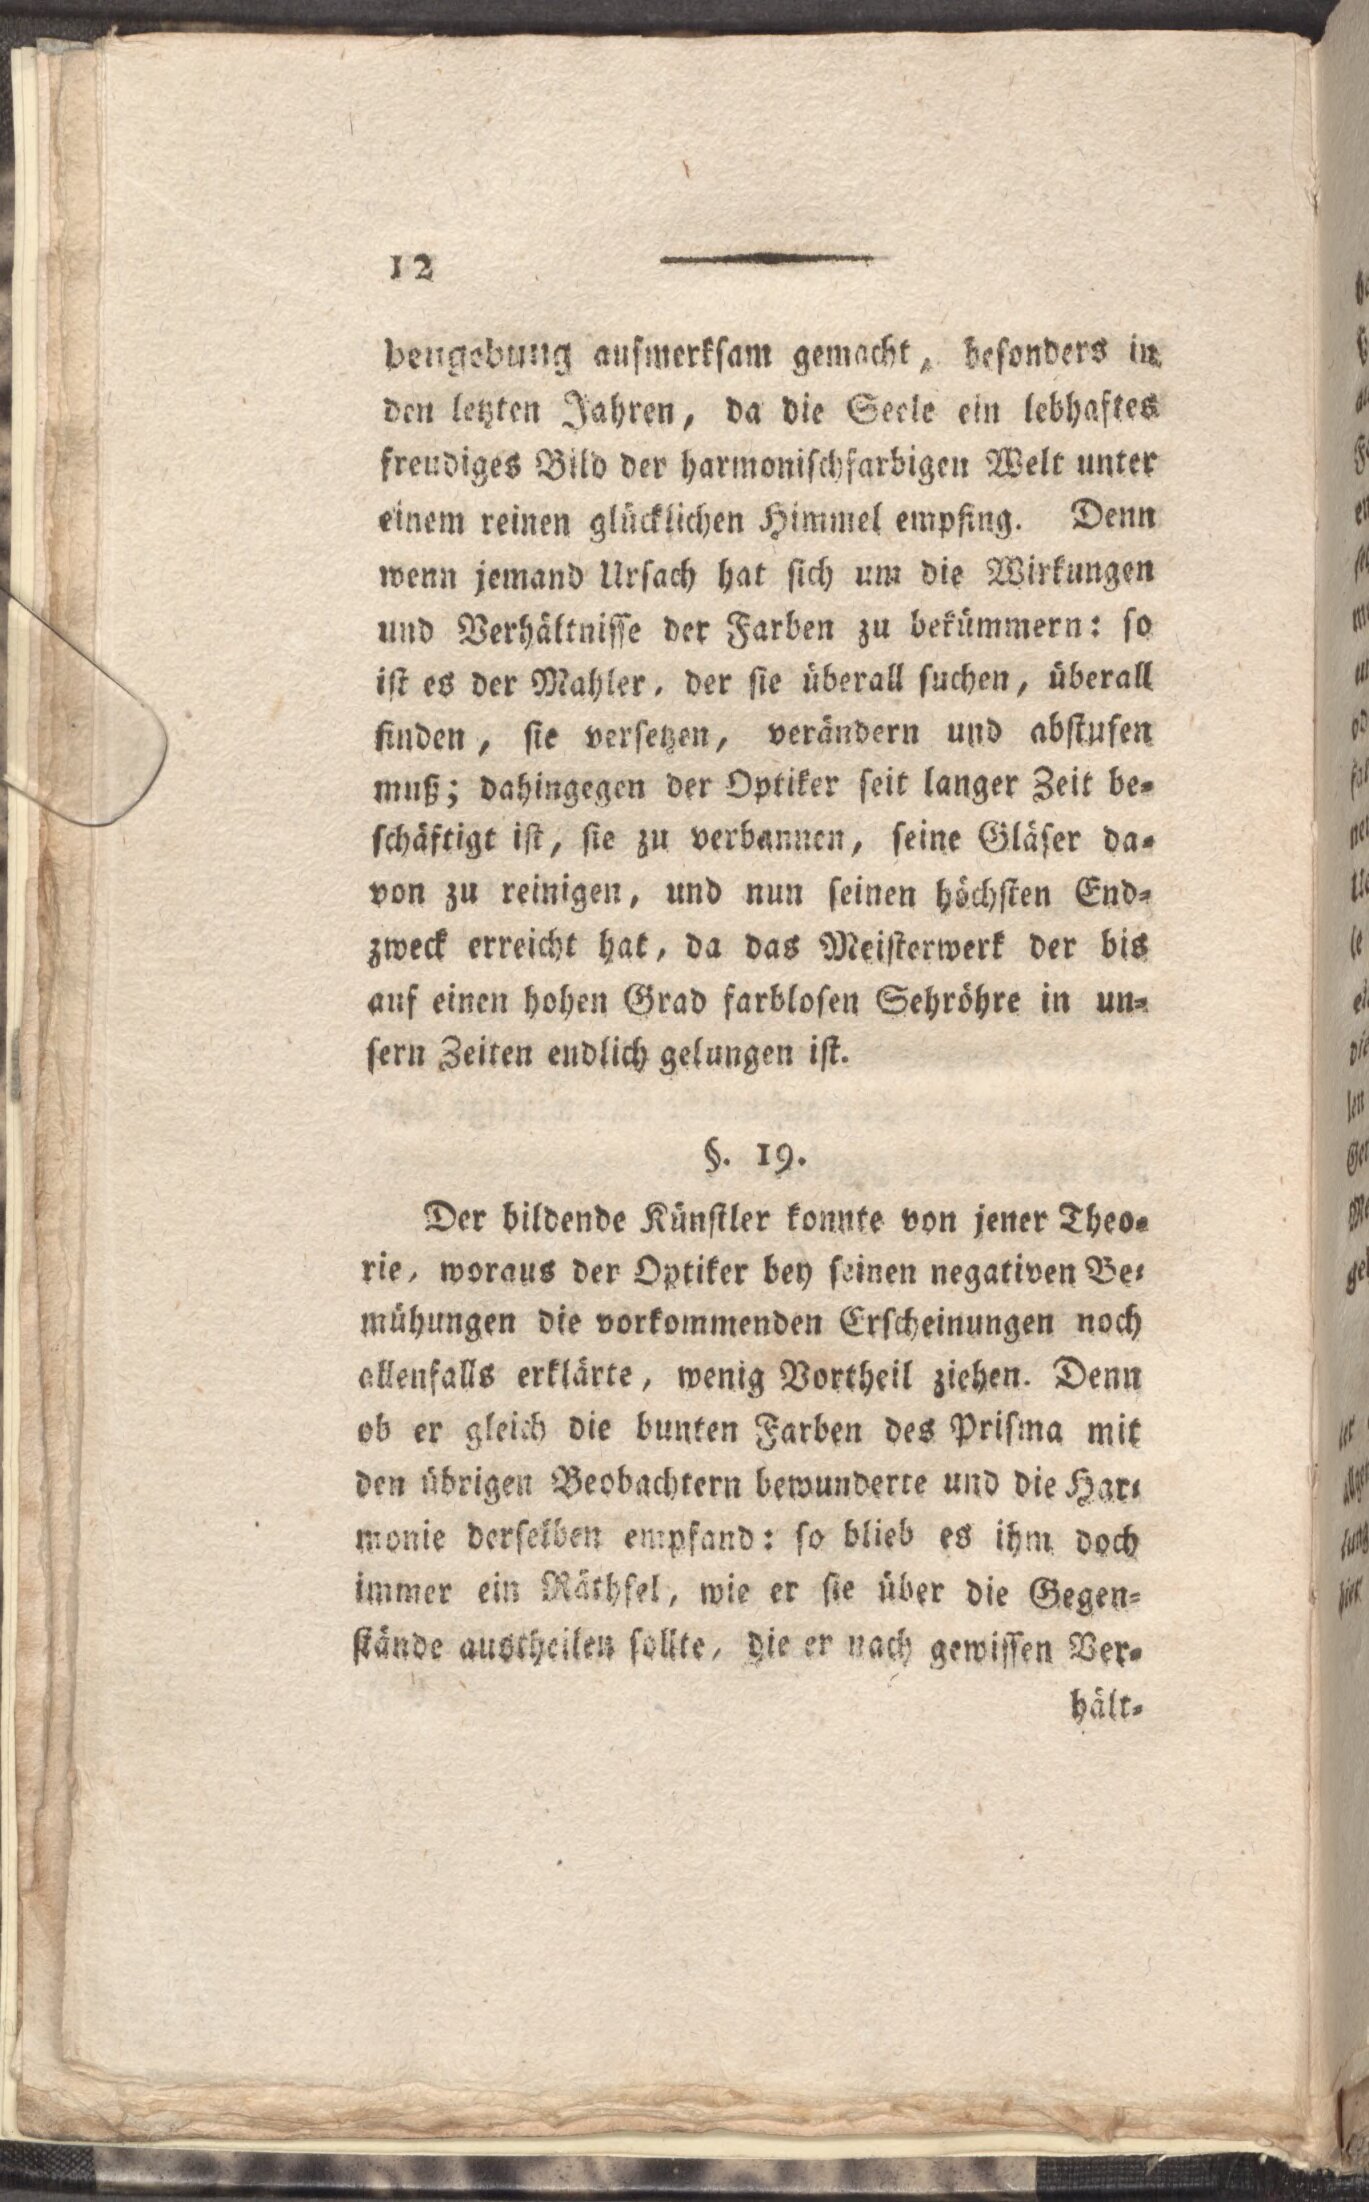 12
bengebung aufmerkſam gemacht, beſonders in
den letzten Jahren, da die Seele ein lebhaftes
freudiges Bild der harmoniſchfarbigen Welt unter
einem reinen glücklichen Himmel empfing. Denn
wenn jemand Urſach hat ſich um die Wirkungen
und Verhältniſſe der Farben zu bekümmern: ſo
iſt es der Mahler, der ſie überall ſuchen, überall
finden, ſie verſetzen, verändern und abſtufen
muß; dahingegen der Optiker ſeit langer Zeit be-
ſchäftigt iſt, ſie zu verbannen, ſeine Gläſer da-
von zu reinigen, und nun ſeinen höchſten End-
zweck erreicht hat, da das Meiſterwerk der bis
auf einen hohen Grad farbloſen Sehröhre in un-
ſern Zeiten endlich gelungen iſt.
§. 19.
Der bildende Künſtler konnte von jener Theo-
rie, woraus der Optiker bey ſeinen negativen Be-
mühungen die vorkommenden Erſcheinungen noch
allenfalls erklärte, wenig Vortheil ziehen. Denn
ob er gleich die bunten Farben des Priſma mit
den übrigen Beobachtern bewunderte und die Har-
monie derſelben empfand: ſo blieb es ihm doch
immer ein Räthſel, wie er ſie über die Gegen-
ſtände austheilen ſollte, die er nach gewiſſen Ver-
hält-